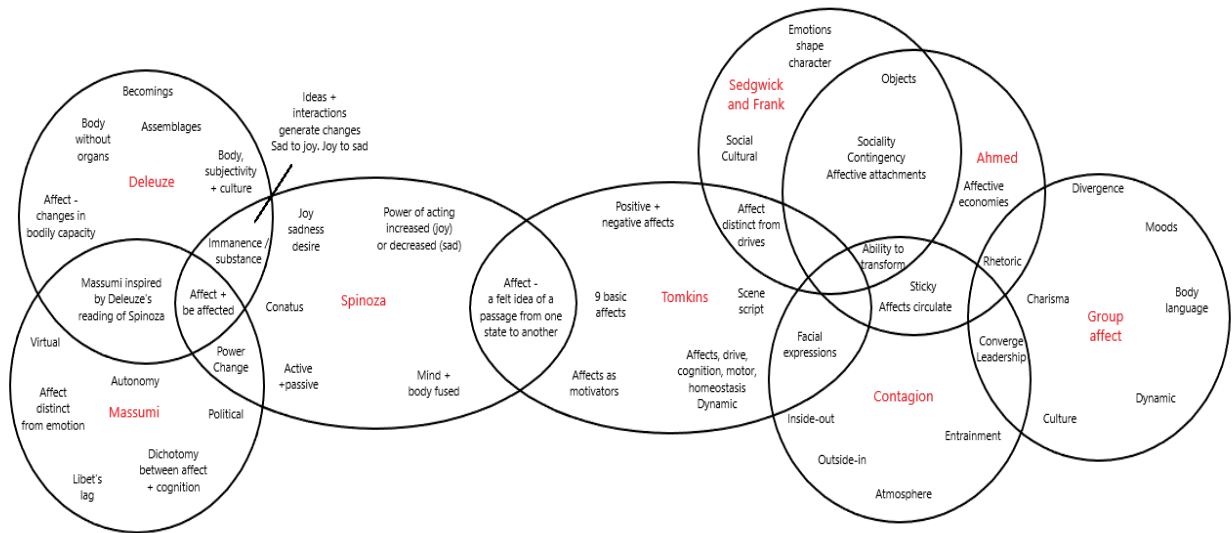 Becomings
Body
without
organs
Assemblages
Deleuze
Body,
subjectivity
+ culture
Affect -
changes in
bodily capacity
Ideas +
interactions
generate changes
Sad to joy. Joy to sad
Immanence /
substance
Massumi inspired
by Deleuze's
reading of Spinoza
Affect +
be affected
Power
Change
Virtual
Autonomy
Affect
distinct
from emotion
Massumi
Political
Dichotomy
between affect
+ cognition
Libet's
lag
Joy
sadness
desire
Power of acting
increased (joy)
or decreased (sad)
Conatus
Spinoza
Active
+passive
Mind +
body fused
Affect -
a felt idea of a
passage from one
state to another
Positive +
negative affects
9 basic
affects
Tomkins
Scene
script
Affects as
motivators
Affects, drive,
cognition, motor,
homeostasis
Dynamic
Affect
distinct from
drives
Facial
expressions
Emotions
shape
character
Sedgwick
and Frank
Social
Cultural
Objects
Sociality
Contingency
Affective attachments
Ahmed
Affective
economies
Ability to
transform
Rhetoric
Sticky
Affects circulate
Contagion
Inside-out
Outside-in
Entrainment
Atmosphere
Converge
Leadership
Divergence
Moods
Body
language
Charisma
Group
affect
Dynamic
Culture